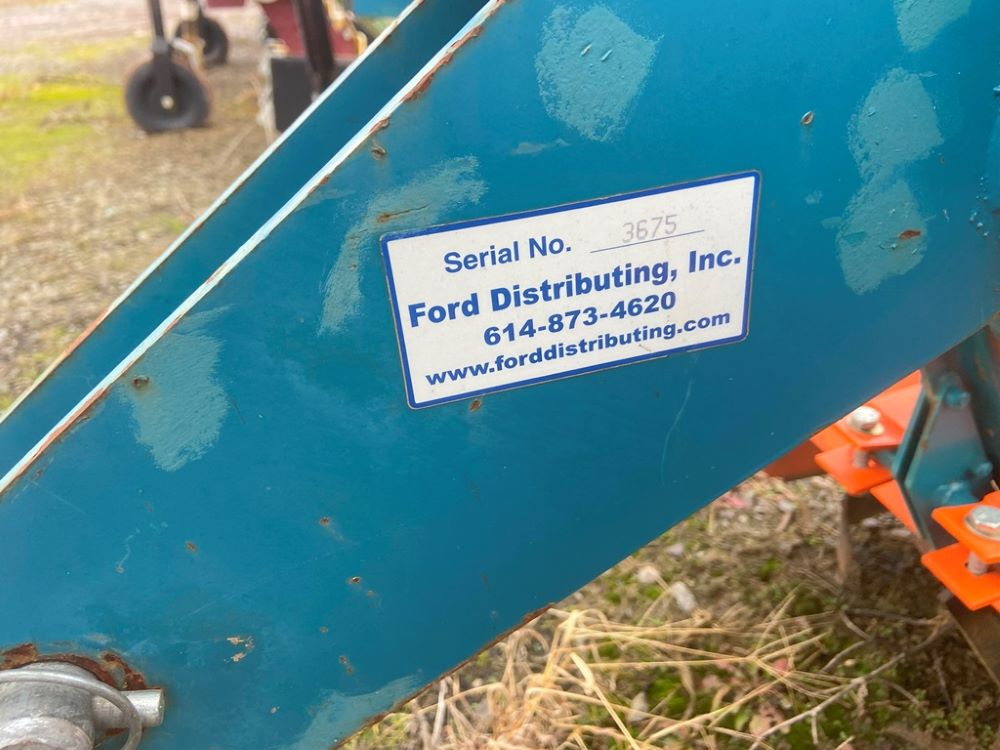 Serial No. 3675
Ford Distributing, Inc.
614-873-4620
www.forddistributing.com